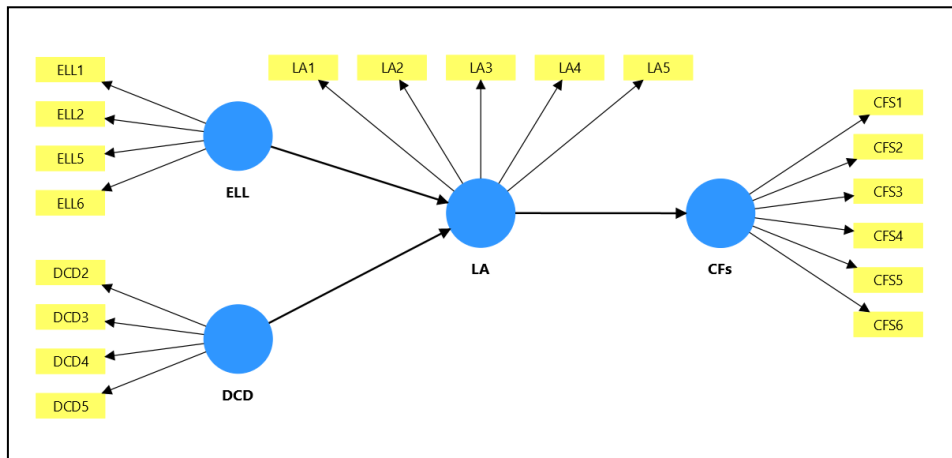 ELL1
ELL2
ELL5
ELL6
ELL
LA1
LA2
LA3
LA4
LA5
LA
DCD2
DCD3
DCD4
DCD5
DCD
CFS1
CFS2
CFS3
CFS4
CFS5
CFS6
CFs